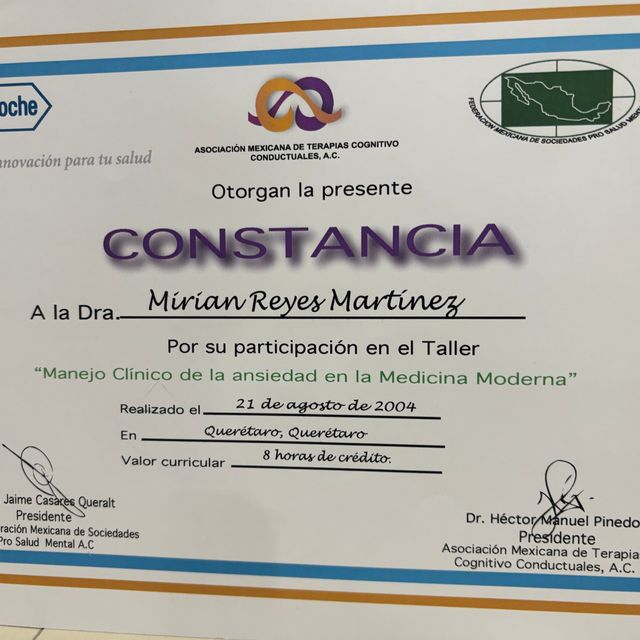 Roche
nnovación para tu salud
ASOCIACIÓN MEXICANA DE TERAPIAS COGNITIVO
CONDUCTUALES, A.C.
FEDERACION MEXICANA DE SOCIEDADES PRO SALUD
Otorgan la presente
CONSTANCIA
A la Dra. Mirian Reyes Martínez
Por su participación en el Taller
“Manejo Clínico de la ansiedad en la Medicina Moderna”
Realizado el 21 de agosto de 2004
En Querétaro, Querétaro
Valor curricular 8 horas de crédito.
Jaime Casares Queralt
Presidente
ración Mexicana de Sociedades
Pro Salud Mental A.C
Dr. Héctor Manuel Pinedo
Presidente
Asociación Mexicana de Terapia
Cognitivo Conductuales, A.C.